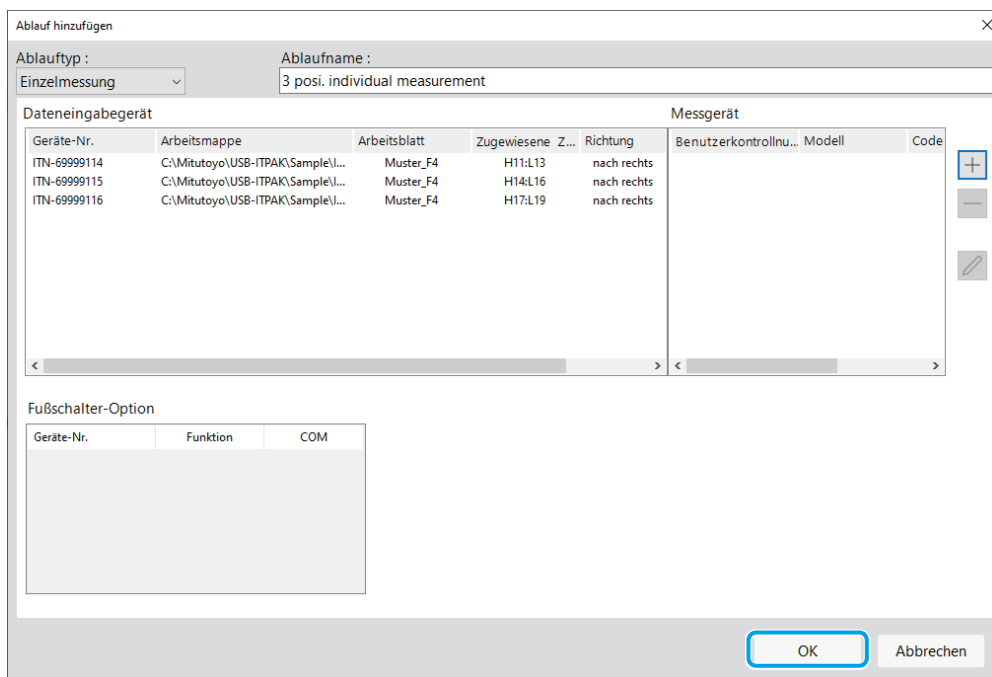 Ablauf hinzufügen
Ablauftyp :
Ablaufname :
Einzelmessung
3 posi. individual measurement
Dateneingabegerät
Messgerät
Geräte-Nr. Arbeitsmappe Arbeitsblatt Zugewiesene Z... Richtung Benutzerkontrollnu... Modell Code
ITN-69999114 C:\Mitutoyo\USB-ITPAK\Sample\I... Muster_F4 H11:L13 nach rechts
ITN-69999115 C:\Mitutoyo\USB-ITPAK\Sample\I... Muster_F4 H14:L16 nach rechts
ITN-69999116 C:\Mitutoyo\USB-ITPAK\Sample\I... Muster_F4 H17:L19 nach rechts
Fußschalter-Option
Geräte-Nr. Funktion COM
OK Abbrechen